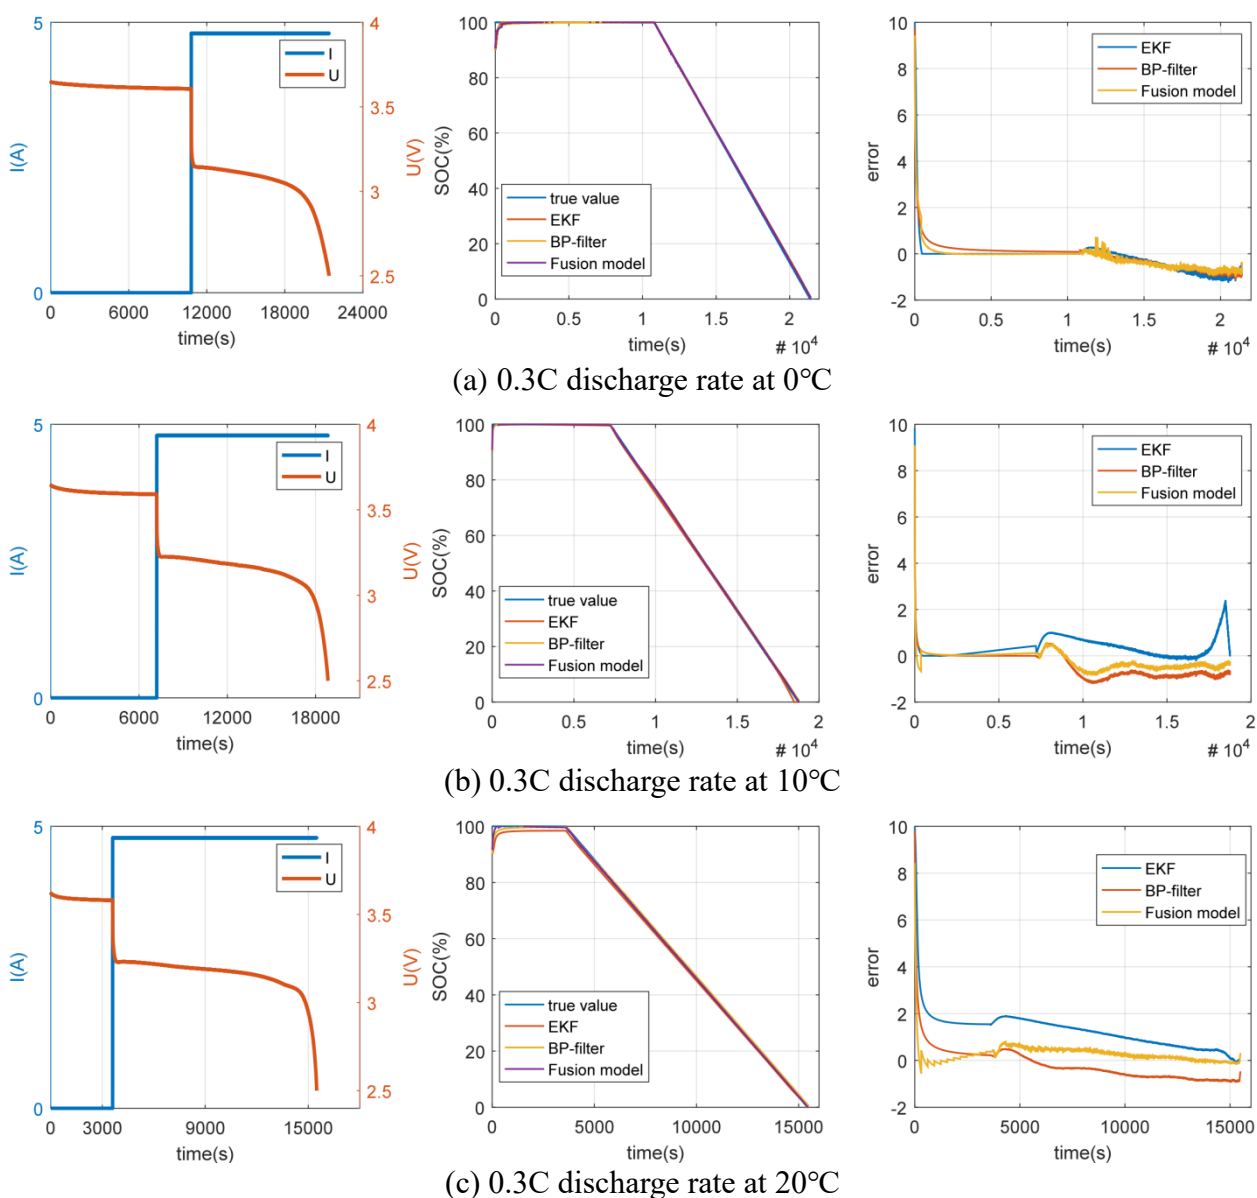 5
I(A)
0
I
U
4
3.5
3
2.5
U(V)
0 6000 12000 18000 24000
time(s)
100
80
60
40
20
0
SOC(%)
true value
EKF
BP-filter
Fusion model
0 0.5 1 1.5 2
time(s)
# 10⁴
10
8
6
4
2
0
-2
error
EKF
BP-filter
Fusion model
0 0.5 1 1.5 2
time(s)
# 10⁴
(a) 0.3C discharge rate at 0°C
5
I(A)
0
I
U
4
3.5
3
2.5
U(V)
0 6000 12000 18000
time(s)
100
80
60
40
20
0
SOC(%)
true value
EKF
BP-filter
Fusion model
0 0.5 1 1.5 2
time(s)
# 10⁴
10
8
6
4
2
0
-2
error
EKF
BP-filter
Fusion model
0 0.5 1 1.5 2
time(s)
# 10⁴
(b) 0.3C discharge rate at 10°C
5
I(A)
0
I
U
4
3.5
3
2.5
U(V)
0 3000 9000 15000
time(s)
100
80
60
40
20
0
SOC(%)
true value
EKF
BP-filter
Fusion model
0 5000 10000 15000
time(s)
10
8
6
4
2
0
-2
error
EKF
BP-filter
Fusion model
0 5000 10000 15000
time(s)
(c) 0.3C discharge rate at 20°C